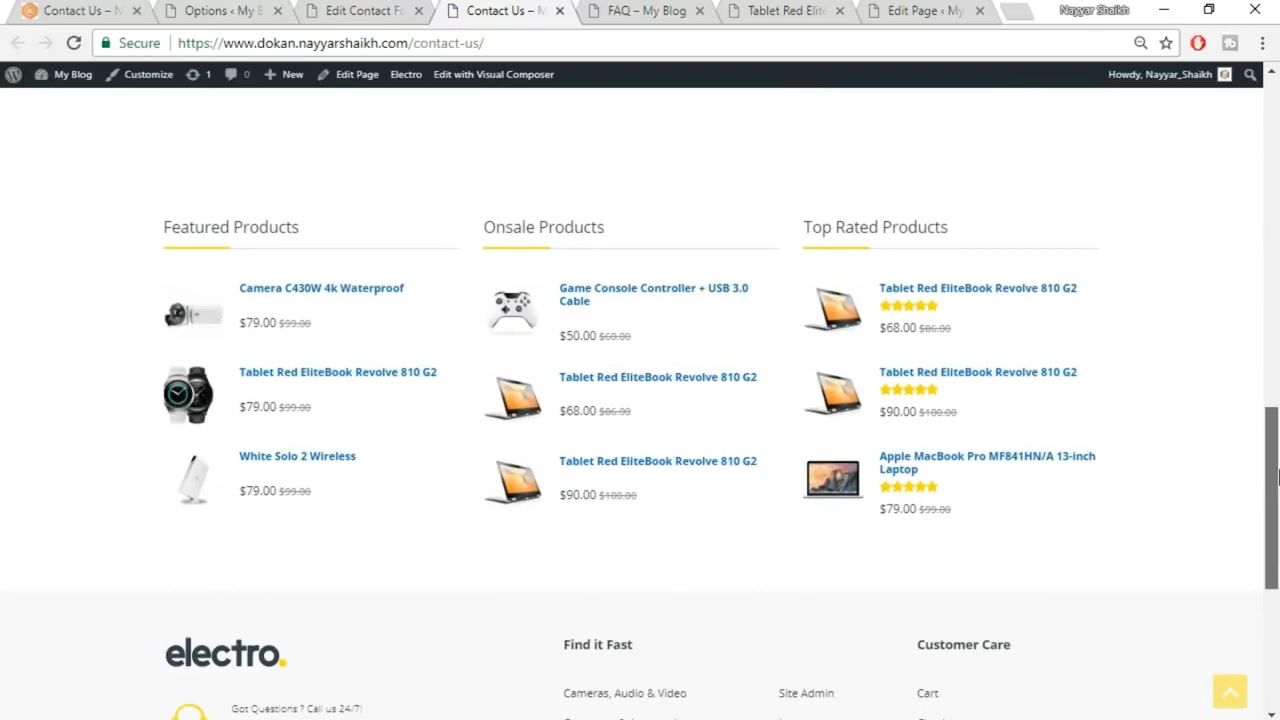 Contact Us – N
Options ‹ My B
Edit Contact Fo
Contact Us – M
FAQ – My Blog
Tablet Red Elite
Edit Page ‹ My
Nayyar Shaikh
Secure
https://www.dokan.nayyarshaikh.com/contact-us/
My Blog
Customize
1
0
New
Edit Page
Electro
Edit with Visual Composer
Howdy, Nayyar_Shaikh
Featured Products
Camera C430W 4k Waterproof
$79.00 $99.00
Tablet Red EliteBook Revolve 810 G2
$79.00 $99.00
White Solo 2 Wireless
$79.00 $99.00
Onsale Products
Game Console Controller + USB 3.0
Cable
$50.00 $60.00
Tablet Red EliteBook Revolve 810 G2
$68.00 $86.00
Tablet Red EliteBook Revolve 810 G2
$90.00 $100.00
Top Rated Products
Tablet Red EliteBook Revolve 810 G2
$68.00 $86.00
Tablet Red EliteBook Revolve 810 G2
$90.00 $100.00
Apple MacBook Pro MF841HN/A 13-inch
Laptop
$79.00 $99.00
electro.
Got Questions ? Call us 24/7!
Find it Fast
Cameras, Audio & Video
Site Admin
Customer Care
Cart